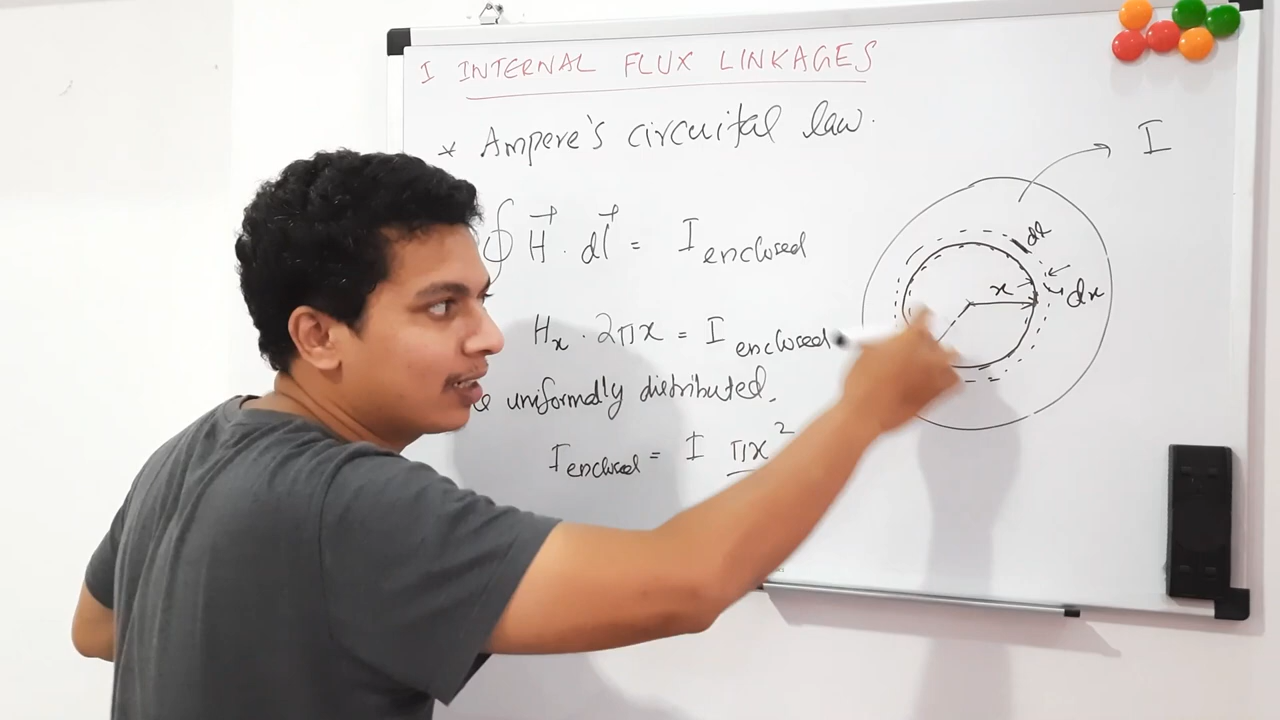 I INTERNAL FLUX LINKAGES
* Ampere's circuital law.
I
∮ H⃗ . dl⃗ = I enclosed
dl
x
dx
Hx . 2πx = I enclosed
uniformly distributed.
I enclosed = I πx²